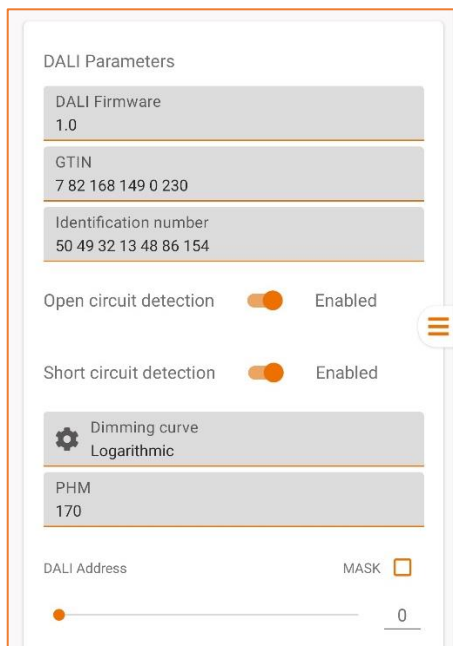 DALI Parameters
DALI Firmware
1.0
GTIN
7 82 168 149 0 230
Identification number
50 49 32 13 48 86 154
Open circuit detection Enabled
Short circuit detection Enabled
Dimming curve
Logarithmic
PHM
170
DALI Address MASK
0